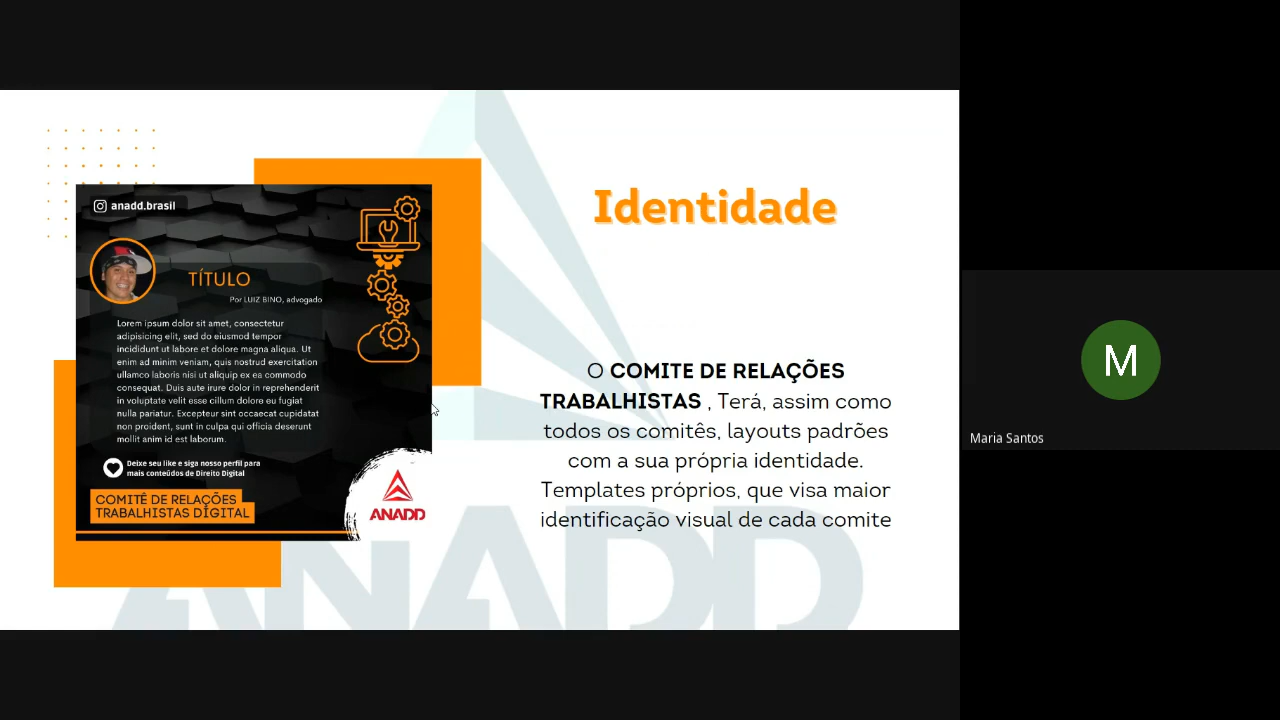 anadd.brasil
TÍTULO
Por LUIZ BINO, advogado
Lorem ipsum dolor sit amet, consectetur
adipisicing elit, sed do eiusmod tempor
incididunt ut labore et dolore magna aliqua. Ut
enim ad minim veniam, quis nostrud exercitation
ullamco laboris nisi ut aliquip ex ea commodo
consequat. Duis aute irure dolor in reprehenderit
in voluptate velit esse cillum dolore eu fugiat
nulla pariatur. Excepteur sint occaecat cupidatat
non proident, sunt in culpa qui officia deserunt
mollit anim id est laborum.
Deixe seu like e siga nosso perfil para
mais conteúdos de Direito Digital
COMITÊ DE RELAÇÕES
TRABALHISTAS DIGITAL
ANADD
Identidade
O COMITE DE RELAÇÕES
TRABALHISTAS , Terá, assim como
todos os comitês, layouts padrões
com a sua própria identidade.
Templates próprios, que visa maior
identificação visual de cada comite
ANADD
M
Maria Santos